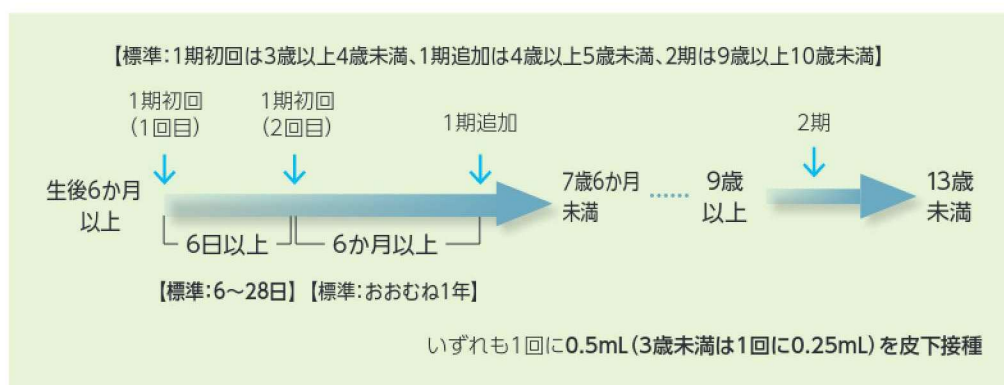 【標準：1期初回は3歳以上4歳未満、1期追加は4歳以上5歳未満、2期は9歳以上10歳未満】
1期初回
（1回目）
1期初回
（2回目）
1期追加
2期
生後6か月
以上
7歳6か月
未満
……
9歳
以上
13歳
未満
6日以上
6か月以上
【標準：6～28日】
【標準：おおむね1年】
いずれも1回に0.5mL（3歳未満は1回に0.25mL）を皮下接種